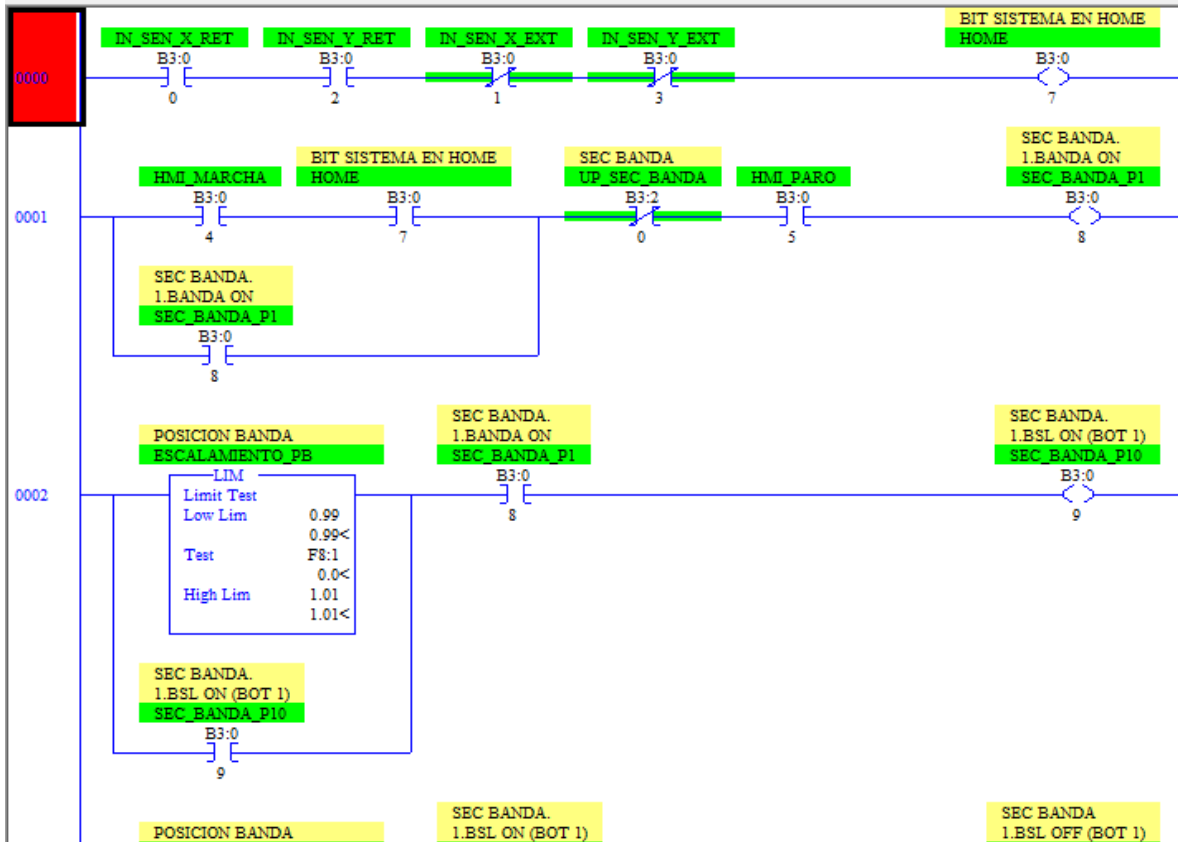 BIT SISTEMA EN HOME
IN_SEN_X_RET IN_SEN_Y_RET IN_SEN_X_EXT IN_SEN_Y_EXT HOME
B3:0 B3:0 B3:0 B3:0 B3:0
0000
0 2 1 3 7
SEC BANDA.
1.BANDA ON
BIT SISTEMA EN HOME SEC BANDA
HMI_MARCHA HOME UP_SEC_BANDA HMI_PARO SEC_BANDA_P1
B3:0 B3:0 B3:2 B3:0 B3:0
0001
4 7 0 5 8
SEC BANDA.
1.BANDA ON
SEC_BANDA_P1
B3:0
8
SEC BANDA. SEC BANDA.
POSICION BANDA 1.BANDA ON 1.BSL ON (BOT 1)
ESCALAMIENTO_PB SEC_BANDA_P1 SEC_BANDA_P10
LIM B3:0 B3:0
0002 Limit Test
8 9
Low Lim 0.99
0.99<
Test F8:1
0.0<
High Lim 1.01
1.01<
SEC BANDA.
1.BSL ON (BOT 1)
SEC_BANDA_P10
B3:0
9
SEC BANDA. SEC BANDA
POSICION BANDA 1.BSL ON (BOT 1) 1.BSL OFF (BOT 1)